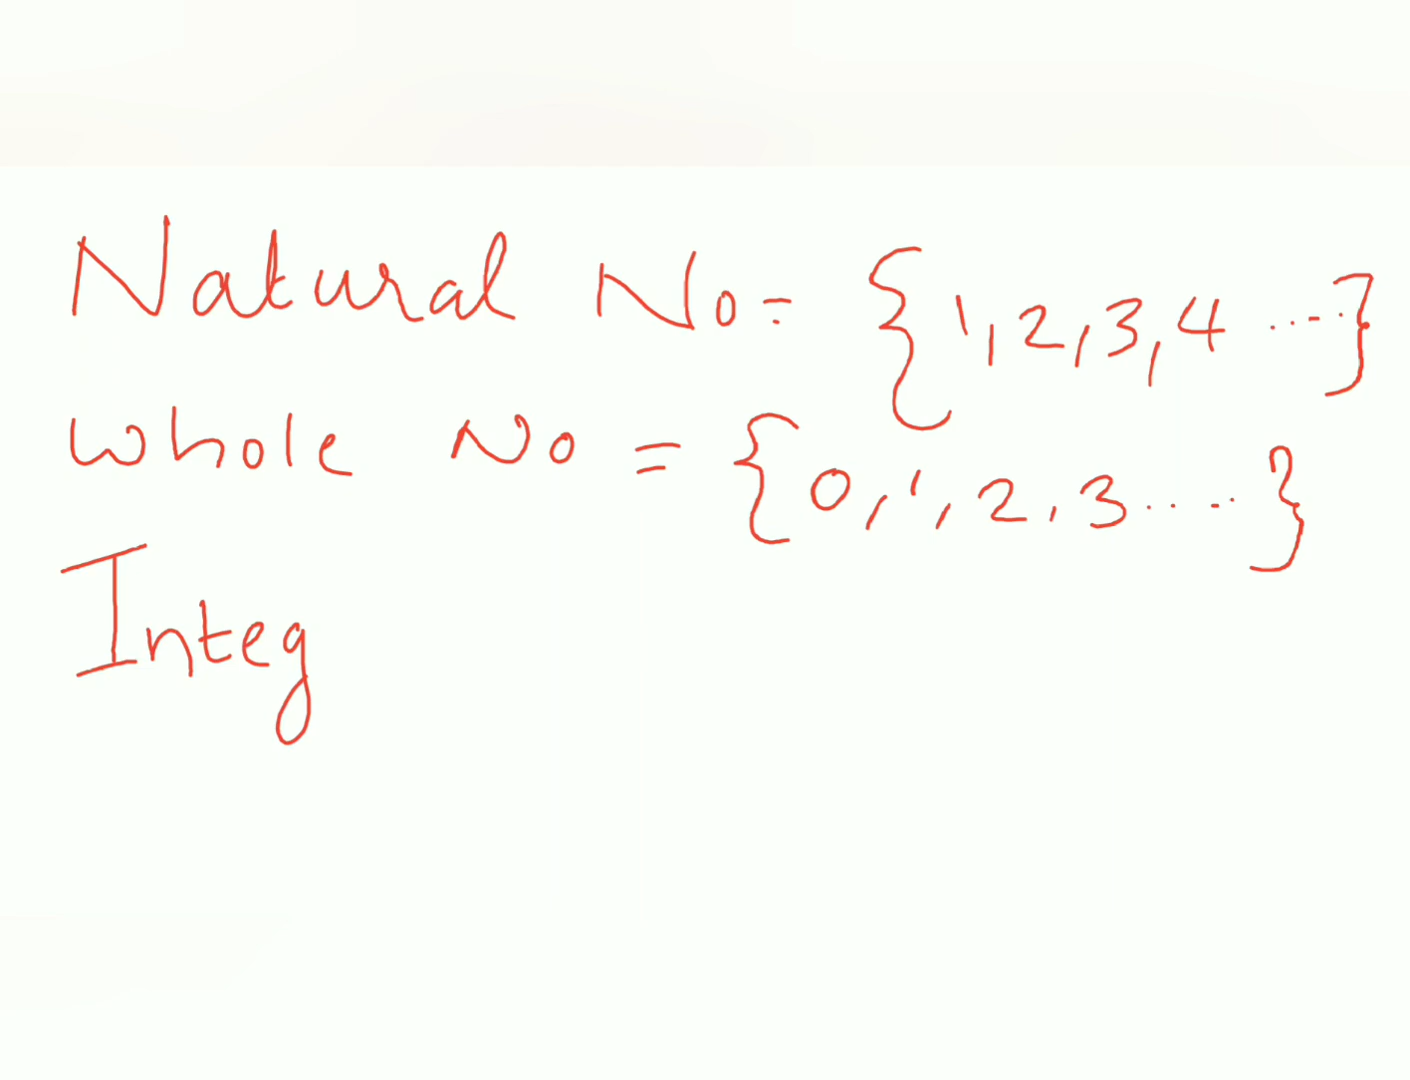 Natural No = {1,2,3,4 ....}
whole No = {0,1,2,3.....}
Integ